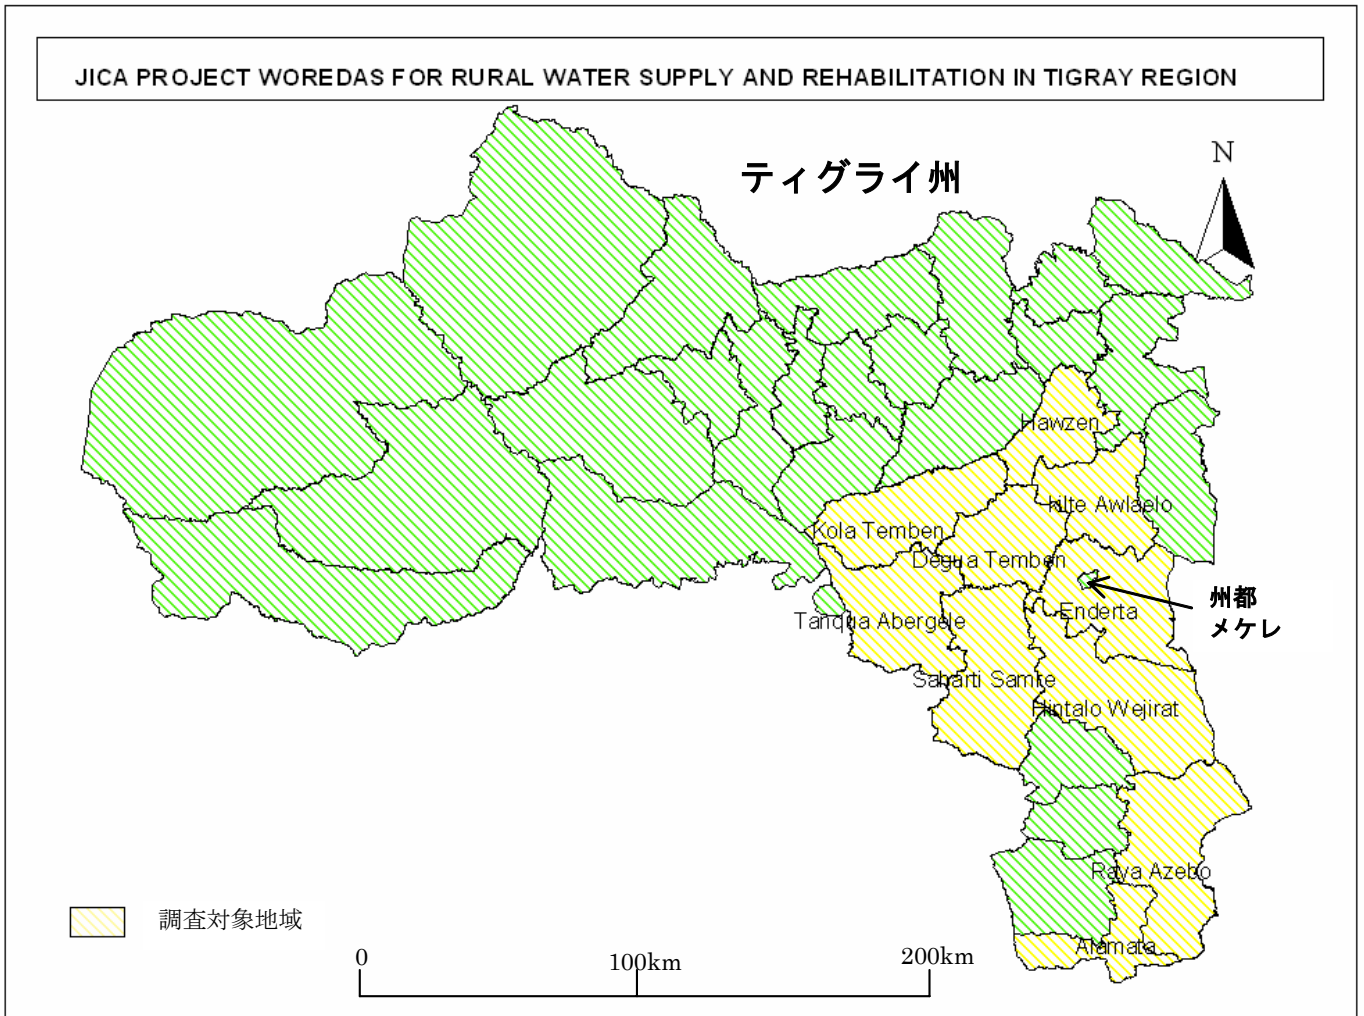 JICA PROJECT WOREDAS FOR RURAL WATER SUPPLY AND REHABILITATION IN TIGRAY REGION
ティグライ州
N
Hawzen
kilte Awlaelo
Kola Temben
Degua Temben
州都
メケレ
Enderta
Tanqua Abergele
Saharti Samre
Hintalo Wejirat
Raya Azebo
Alamata
調査対象地域
0
100km
200km